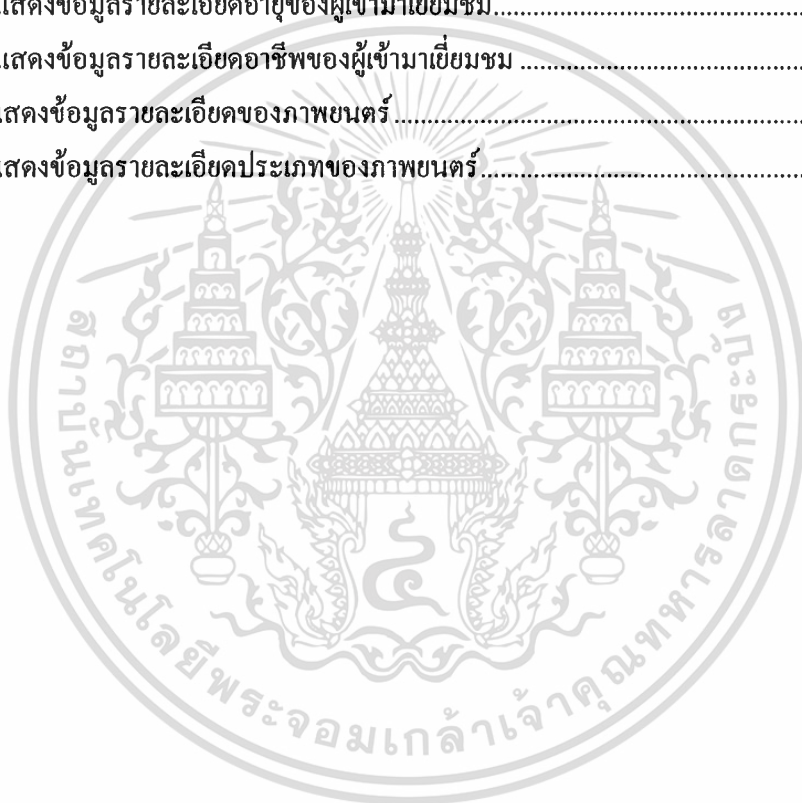 แสดงข้อมูลรายละเอียดอายุของผู้เข้ามาเยี่ยมชม
แสดงข้อมูลรายละเอียดอาชีพของผู้เข้ามาเยี่ยมชม
แสดงข้อมูลรายละเอียดของภาพยนตร์
แสดงข้อมูลรายละเอียดประเภทของภาพยนตร์
สถาบันเทคโนโลยีพระจอมเกล้าเจ้าคุณทหารลาดกระบัง
๔